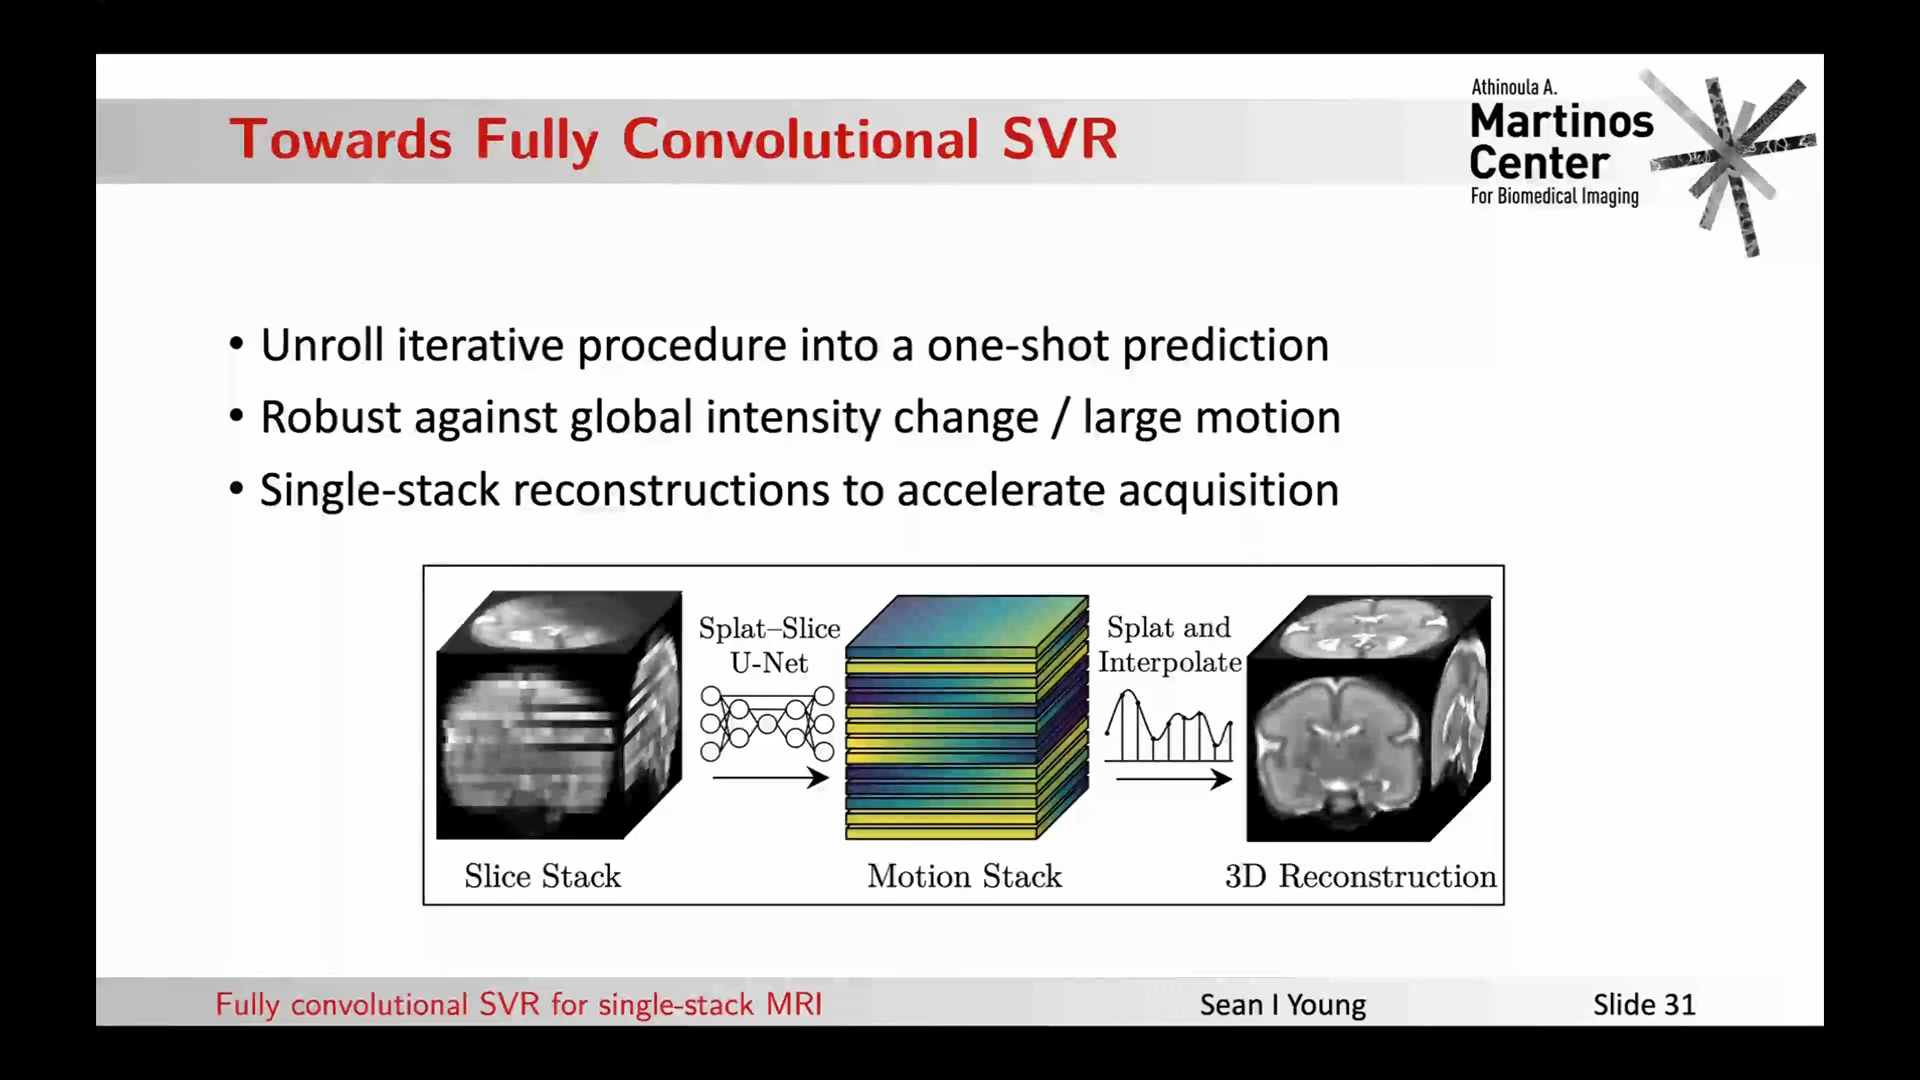 Towards Fully Convolutional SVR
Athinoula A.
Martinos
Center
For Biomedical Imaging
• Unroll iterative procedure into a one-shot prediction
• Robust against global intensity change / large motion
• Single-stack reconstructions to accelerate acquisition
Splat–Slice
U-Net
Splat and
Interpolate
Slice Stack
Motion Stack
3D Reconstruction
Fully convolutional SVR for single-stack MRI
Sean I Young
Slide 31